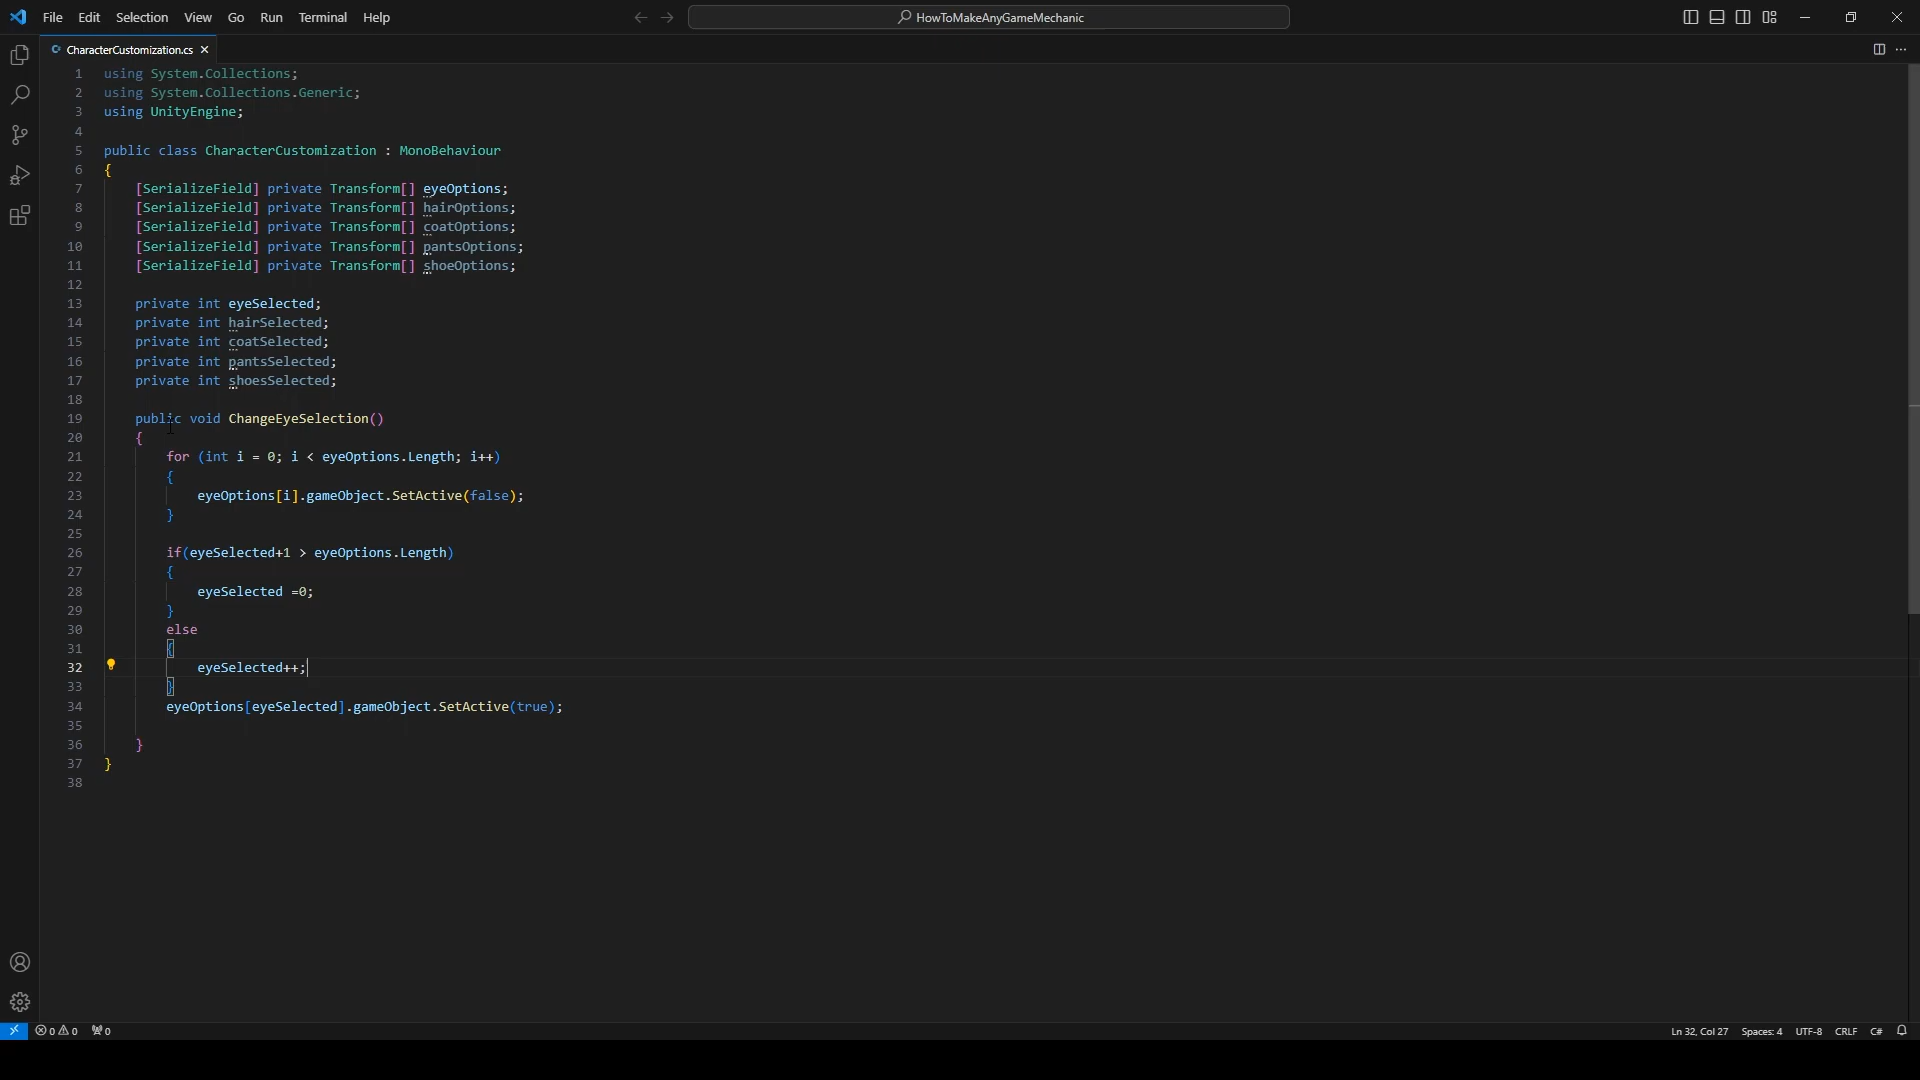 File Edit Selection View Go Run Terminal Help
HowToMakeAnyGameMechanic
CharacterCustomization.cs
1 using System.Collections;
2 using System.Collections.Generic;
3 using UnityEngine;
4
5 public class CharacterCustomization : MonoBehaviour
6 {
7 [SerializeField] private Transform[] eyeOptions;
8 [SerializeField] private Transform[] hairOptions;
9 [SerializeField] private Transform[] coatOptions;
10 [SerializeField] private Transform[] pantsOptions;
11 [SerializeField] private Transform[] shoeOptions;
12
13 private int eyeSelected;
14 private int hairSelected;
15 private int coatSelected;
16 private int pantsSelected;
17 private int shoesSelected;
18
19 public void ChangeEyeSelection()
20 {
21 for (int i = 0; i < eyeOptions.Length; i++)
22 {
23 eyeOptions[i].gameObject.SetActive(false);
24 }
25
26 if(eyeSelected+1 > eyeOptions.Length)
27 {
28 eyeSelected =0;
29 }
30 else
31 {
32 eyeSelected++;
33 }
34 eyeOptions[eyeSelected].gameObject.SetActive(true);
35
36 }
37 }
38
0 0 0 Ln 32, Col 27 Spaces: 4 UTF-8 CRLF C#